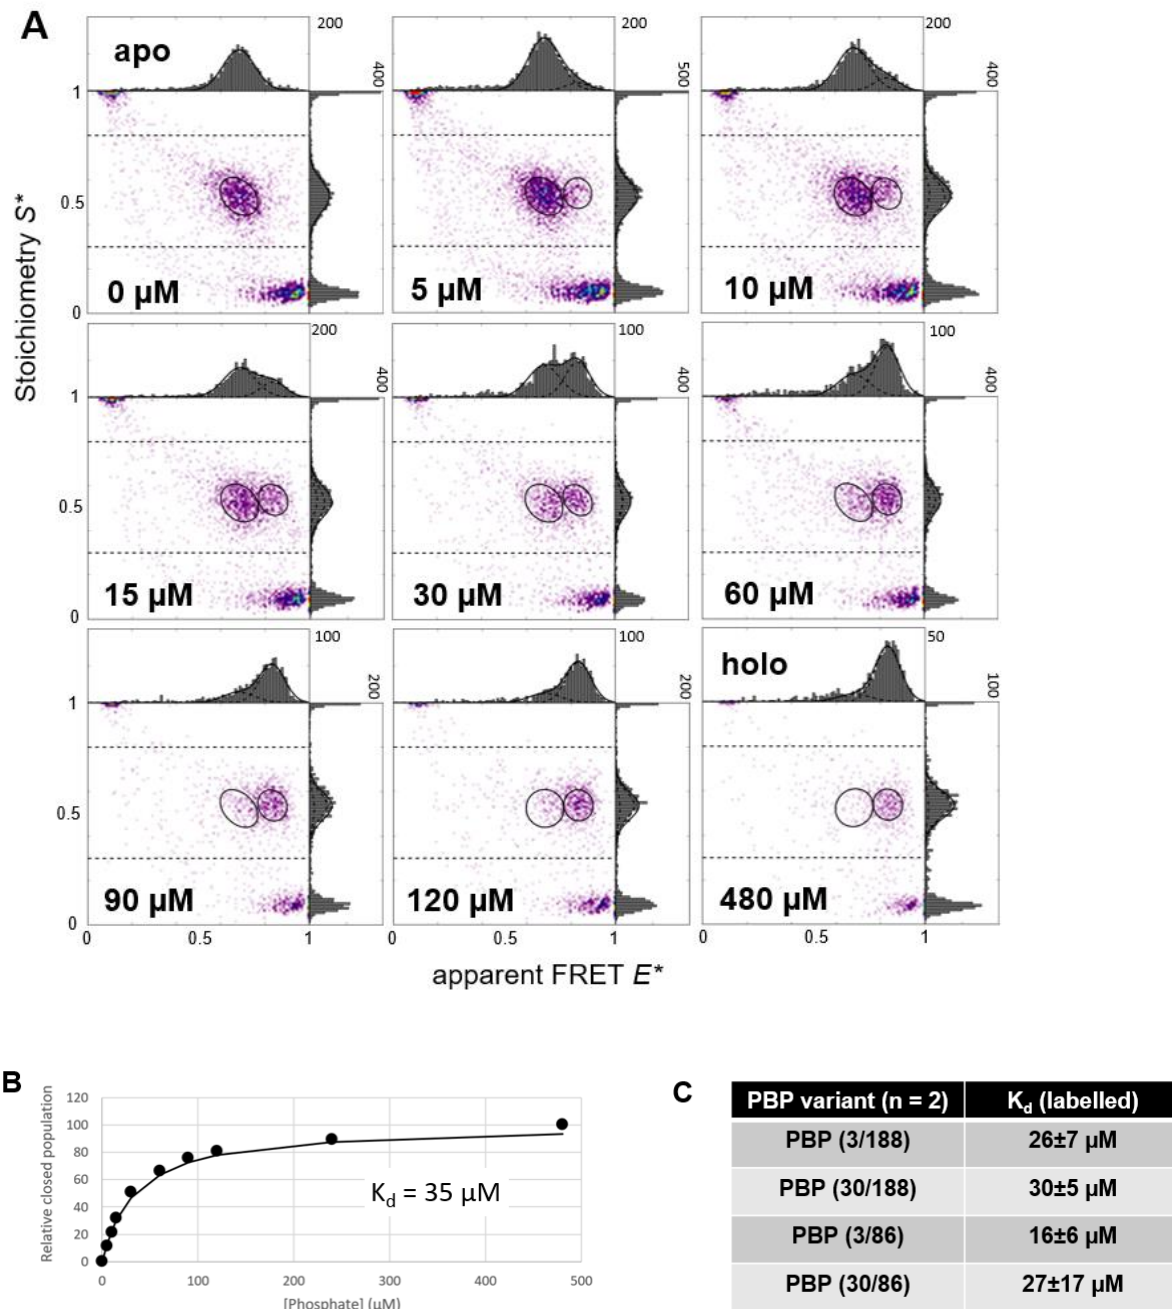 A
apo
200
400
200
500
200
400
1
0.5
0
0 µM
5 µM
10 µM
Stoichiometry S*
200
400
100
400
100
400
1
0.5
0
15 µM
30 µM
60 µM
100
200
100
200
holo
50
100
1
0.5
0
90 µM
120 µM
480 µM
0 0.5 1 0 0.5 1 0 0.5 1
apparent FRET E*
B
Relative closed population
120
100
80
60
40
20
0
Kd = 35 µM
0 100 200 300 400 500
[Phosphate] (µM)
C
PBP variant (n = 2) Kd (labelled)
PBP (3/188) 26±7 µM
PBP (30/188) 30±5 µM
PBP (3/86) 16±6 µM
PBP (30/86) 27±17 µM